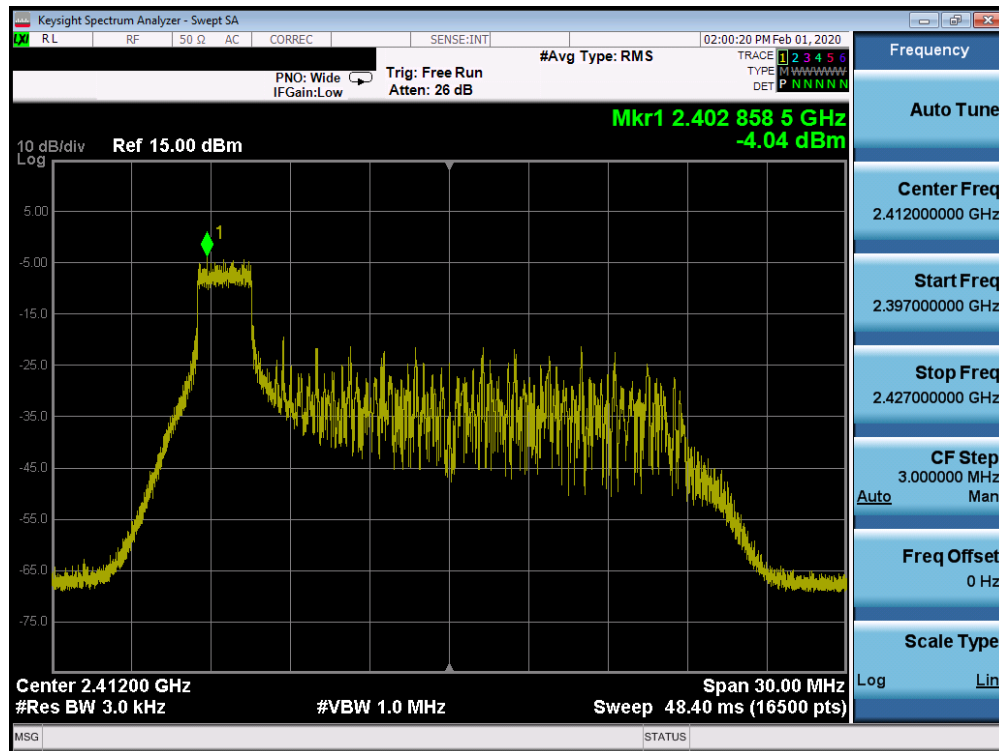 Keysight Spectrum Analyzer - Swept SA
LXI RL RF 50 Ω AC CORREC SENSE:INT 02:00:20 PM Feb 01, 2020
#Avg Type: RMS TRACE 1 2 3 4 5 6
PNO: Wide Trig: Free Run TYPE M WWWWW
IFGain:Low Atten: 26 dB DET P N N N N N
Mkr1 2.402 858 5 GHz
-4.04 dBm
10 dB/div Ref 15.00 dBm
Log
1
5.00
-5.00
-15.0
-25.0
-35.0
-45.0
-55.0
-65.0
-75.0
Center 2.41200 GHz Span 30.00 MHz
#Res BW 3.0 kHz #VBW 1.0 MHz Sweep 48.40 ms (16500 pts)
MSG STATUS
Frequency
Auto Tune
Center Freq
2.412000000 GHz
Start Freq
2.397000000 GHz
Stop Freq
2.427000000 GHz
CF Step
3.000000 MHz
Auto Man
Freq Offset
0 Hz
Scale Type
Log Lin